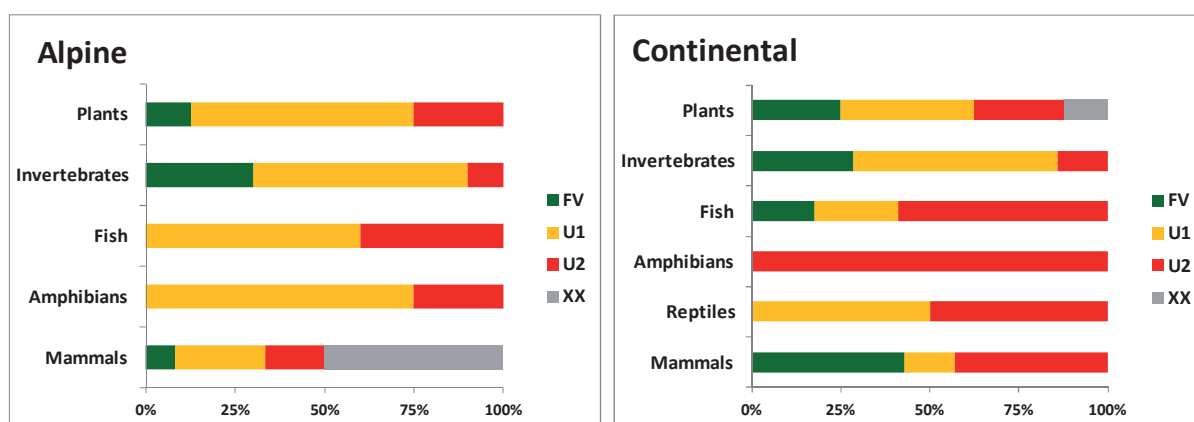 Alpine
Plants
Invertebrates
Fish
Amphibians
Mammals
0% 25% 50% 75% 100%
FV
U1
U2
XX
Continental
Plants
Invertebrates
Fish
Amphibians
Reptiles
Mammals
0% 25% 50% 75% 100%
FV
U1
U2
XX